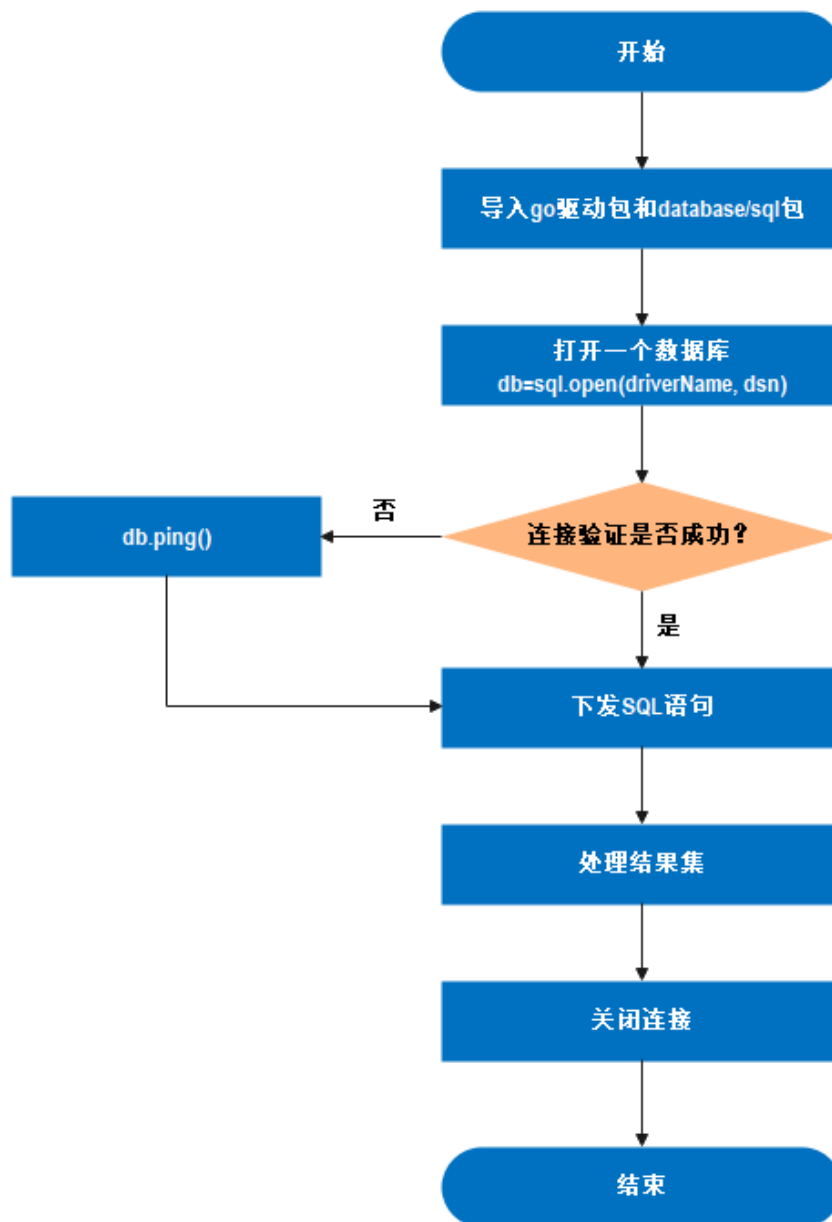 开始
导入go驱动包和database/sql包
打开一个数据库
db=sql.open(driverName, dsn)
连接验证是否成功？
否
db.ping()
是
下发SQL语句
处理结果集
关闭连接
结束